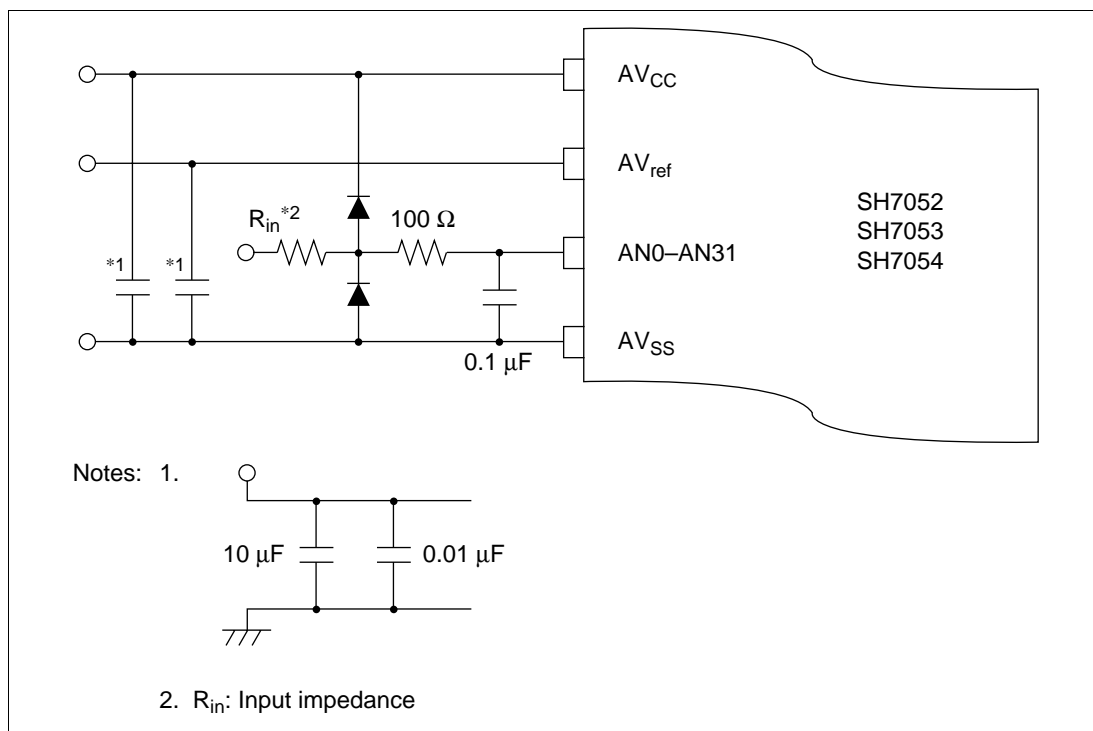 AVCC
AVref
SH7052
SH7053
SH7054
Rin*2
100 Ω
AN0–AN31
*1
*1
AVSS
0.1 μF
Notes: 1.
10 μF
0.01 μF
2. Rin: Input impedance